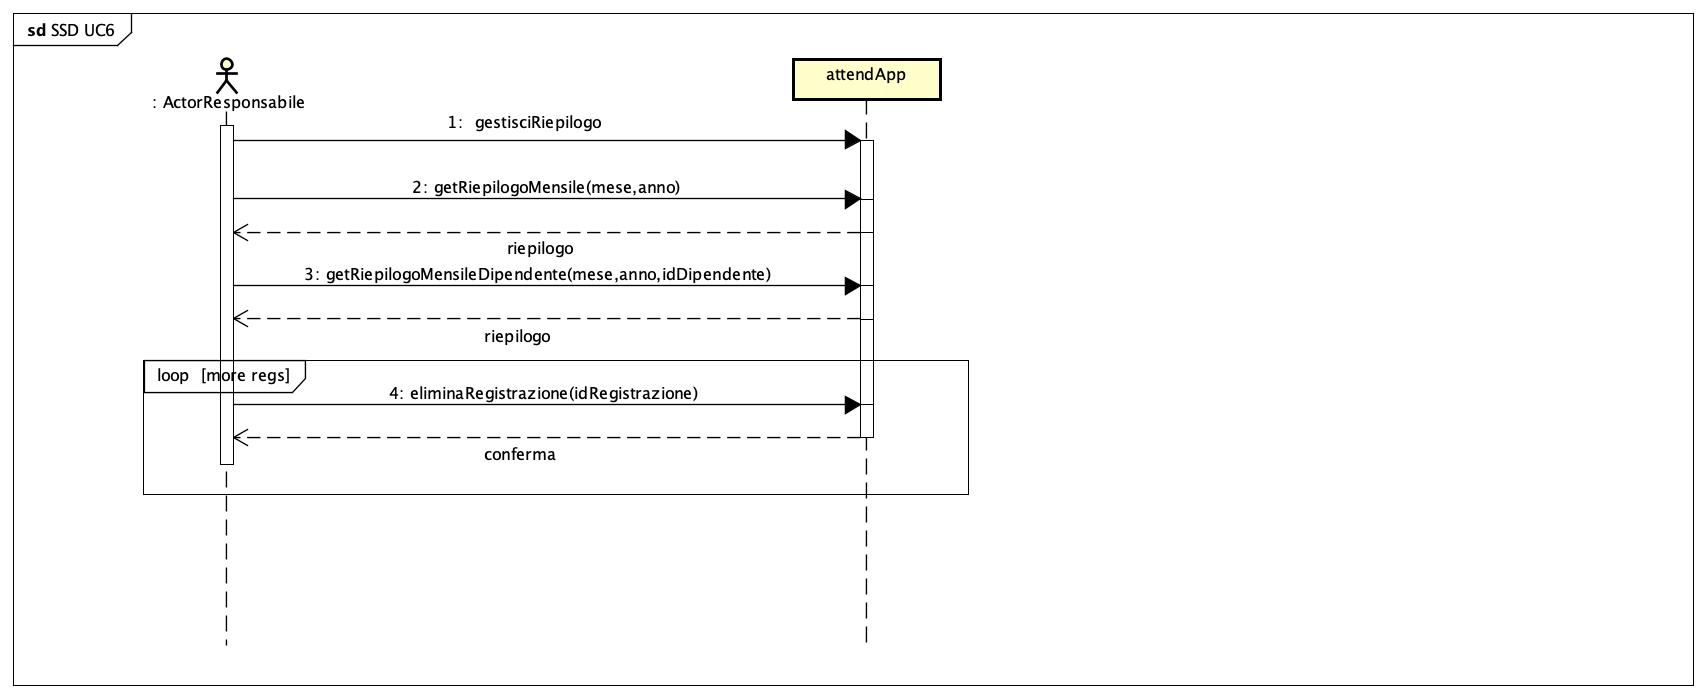 sd SSD UC6
: ActorResponsabile
attendApp
1: gestisciRiepilogo
2: getRiepilogoMensile(mese,anno)
riepilogo
3: getRiepilogoMensileDipendente(mese,anno,idDipendente)
riepilogo
loop [more regs]
4: eliminaRegistrazione(idRegistrazione)
conferma